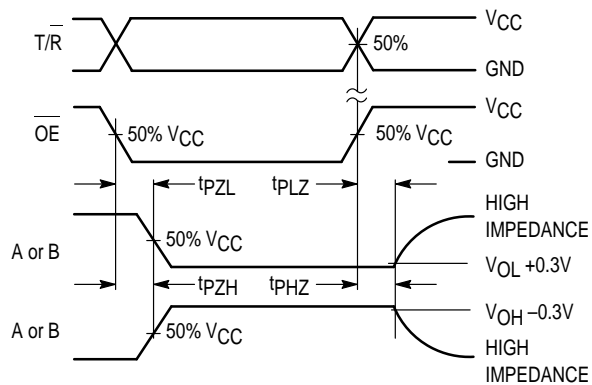 T/R̅ 50% VCC
GND
O̅E̅ 50% VCC 50% VCC VCC
GND
tPZL tPLZ
A or B 50% VCC HIGH
IMPEDANCE
VOL +0.3V
tPZH tPHZ
A or B 50% VCC VOH –0.3V
HIGH
IMPEDANCE